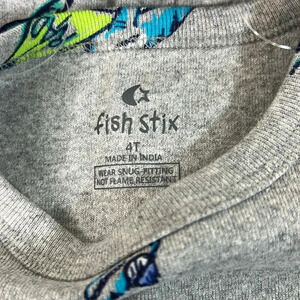 fish stix
4T
MADE IN INDIA
WEAR SNUG-FITTING
NOT FLAME RESISTANT